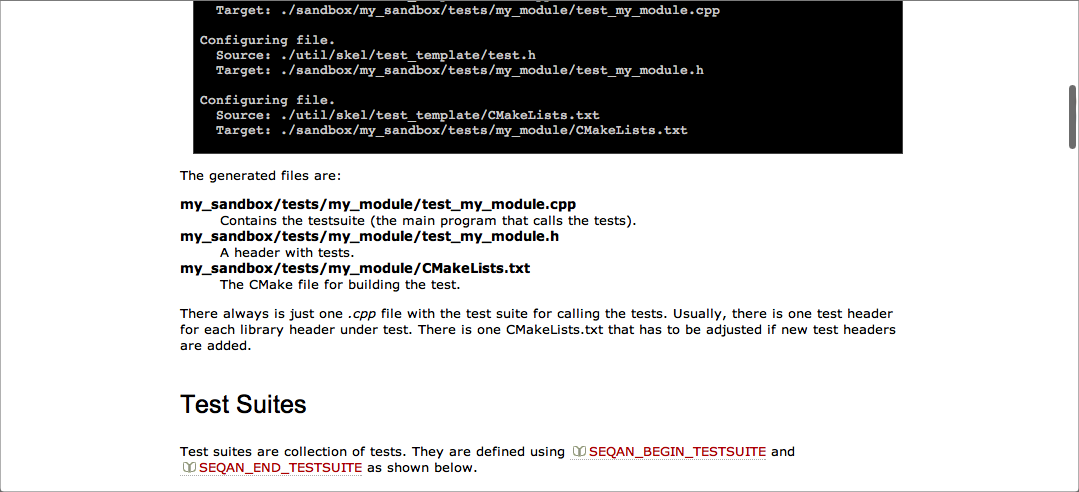 Target: ./sandbox/my_sandbox/tests/my_module/test_my_module.cpp
Configuring file.
Source: ./util/skel/test_template/test.h
Target: ./sandbox/my_sandbox/tests/my_module/test_my_module.h
Configuring file.
Source: ./util/skel/test_template/CMakeLists.txt
Target: ./sandbox/my_sandbox/tests/my_module/CMakeLists.txt
The generated files are:
my_sandbox/tests/my_module/test_my_module.cpp
Contains the testsuite (the main program that calls the tests).
my_sandbox/tests/my_module/test_my_module.h
A header with tests.
my_sandbox/tests/my_module/CMakeLists.txt
The CMake file for building the test.
There always is just one .cpp file with the test suite for calling the tests. Usually, there is one test header
for each library header under test. There is one CMakeLists.txt that has to be adjusted if new test headers
are added.
Test Suites
Test suites are collection of tests. They are defined using SEQAN_BEGIN_TESTSUITE and
SEQAN_END_TESTSUITE as shown below.